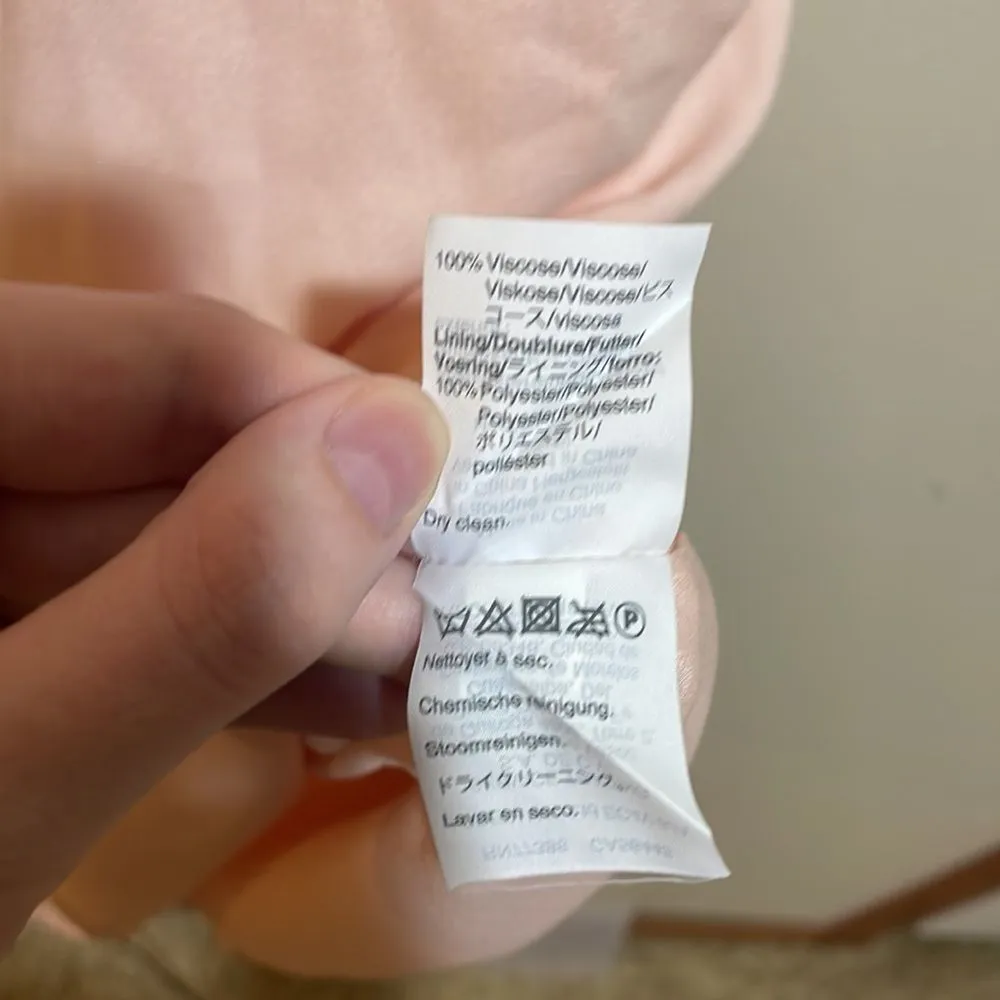 100% Viscose/Viscose/
Viskose/Viscose/ビス
コース/viscosa
Lining/Doublure/Futter/
Voering/ライニング/forro:
100% Polyester/Polyester/
Polyester/Polyester/
ポリエステル/
poliéster
Dry clean.
P
Nettoyer à sec.
Chemische reinigung.
Stoomreinigen.
ドライクリーニング
Lavar en seco.